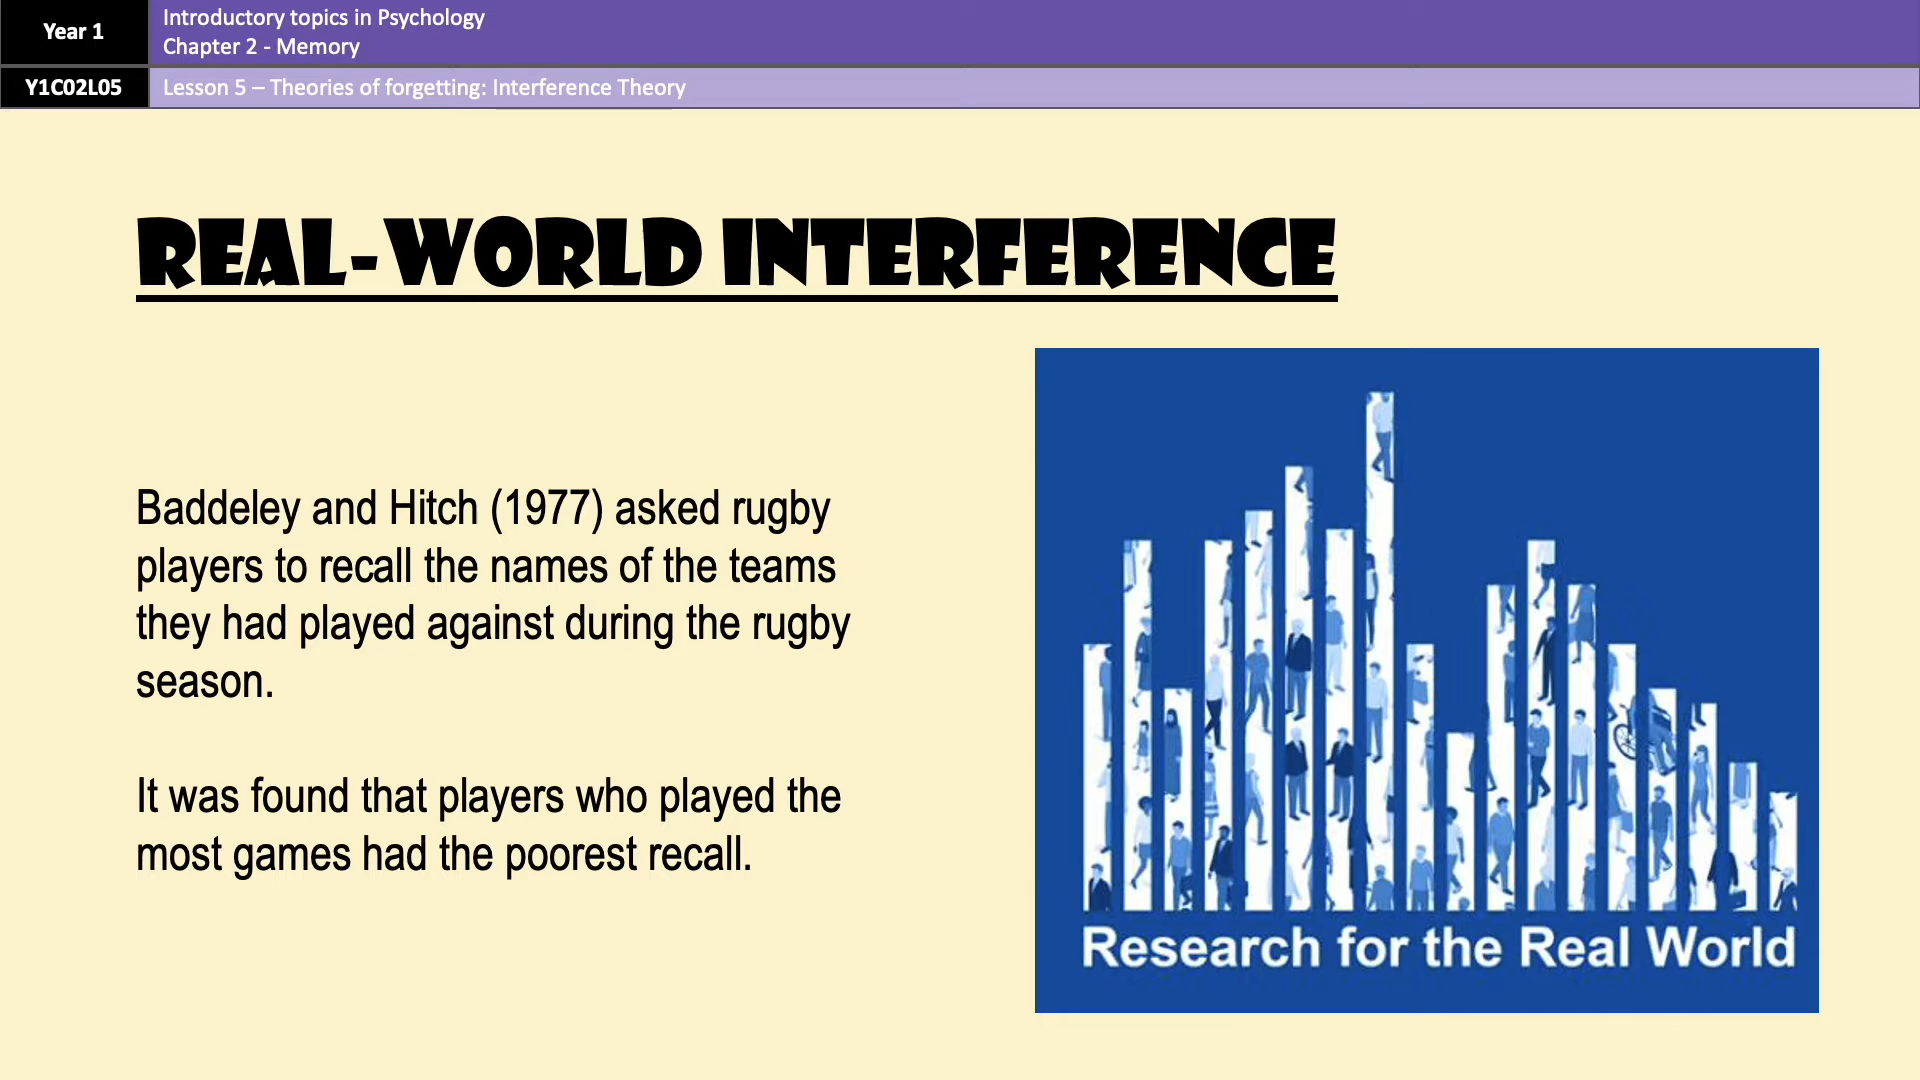 Year 1
Introductory topics in Psychology
Chapter 2 - Memory
Y1C02L05
Lesson 5 – Theories of forgetting: Interference Theory
REAL-WORLD INTERFERENCE
Baddeley and Hitch (1977) asked rugby
players to recall the names of the teams
they had played against during the rugby
season.
It was found that players who played the
most games had the poorest recall.
Research for the Real World